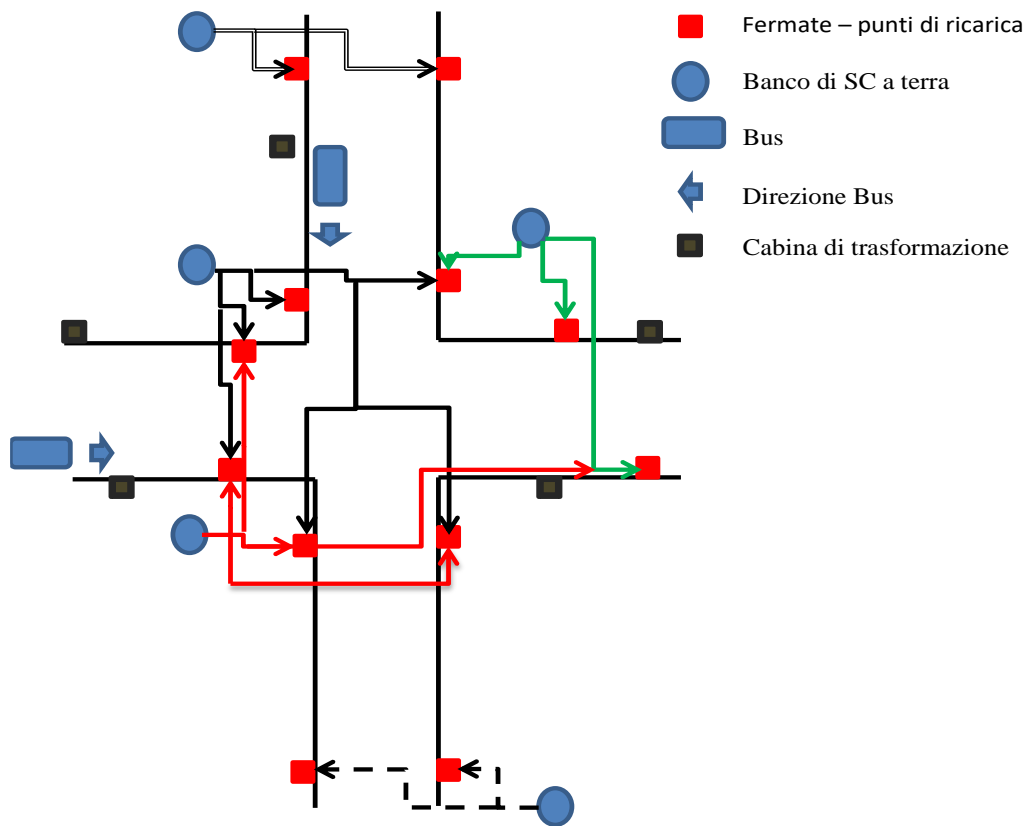 Fermate – punti di ricarica
Banco di SC a terra
Bus
Direzione Bus
Cabina di trasformazione